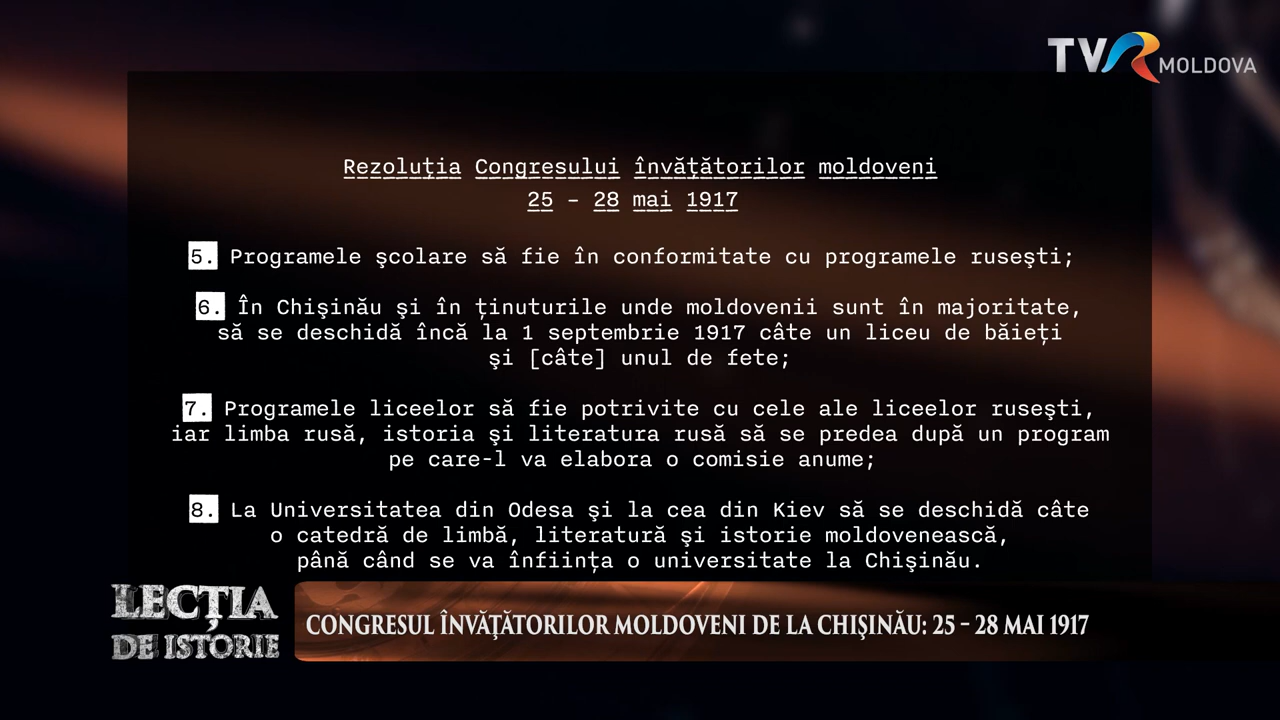 TVR MOLDOVA
Rezoluţia Congresului învăţătorilor moldoveni
25 – 28 mai 1917
5. Programele şcolare să fie în conformitate cu programele ruseşti;
6. În Chişinău şi în ţinuturile unde moldovenii sunt în majoritate,
să se deschidă încă la 1 septembrie 1917 câte un liceu de băieţi
şi [câte] unul de fete;
7. Programele liceelor să fie potrivite cu cele ale liceelor ruseşti,
iar limba rusă, istoria şi literatura rusă să se predea după un program
pe care-l va elabora o comisie anume;
8. La Universitatea din Odesa şi la cea din Kiev să se deschidă câte
o catedră de limbă, literatură şi istorie moldovenească,
până când se va înfiinţa o universitate la Chişinău.
LECȚIA
DE ISTORIE
CONGRESUL ÎNVĂŢĂTORILOR MOLDOVENI DE LA CHIŞINĂU: 25 – 28 MAI 1917